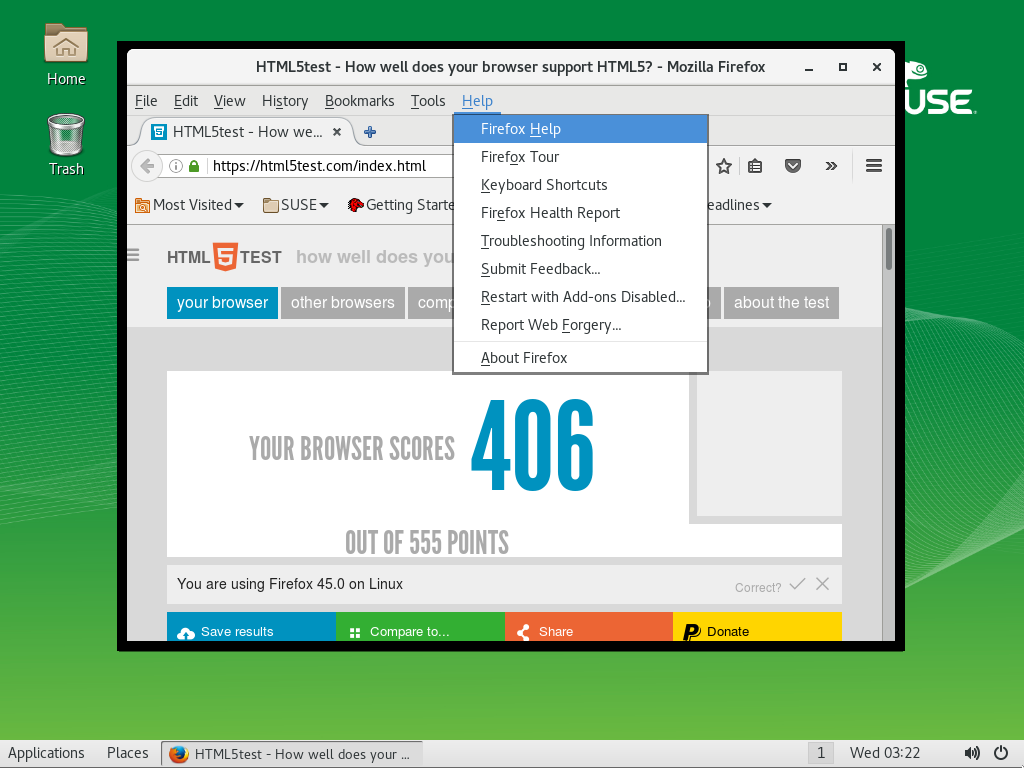 Home
Trash
USE.
HTML5test - How well does your browser support HTML5? - Mozilla Firefox
File Edit View History Bookmarks Tools Help
HTML5test - How we...
https://html5test.com/index.html
Most Visited SUSE Getting Starte eadlines
Firefox Help
Firefox Tour
Keyboard Shortcuts
Firefox Health Report
Troubleshooting Information
Submit Feedback...
Restart with Add-ons Disabled...
Report Web Forgery...
About Firefox
HTML 5 TEST how well does you
your browser other browsers comp about the test
YOUR BROWSER SCORES 406
OUT OF 555 POINTS
You are using Firefox 45.0 on Linux Correct?
Save results Compare to... Share Donate
Applications Places HTML5test - How well does your ... 1 Wed 03:22